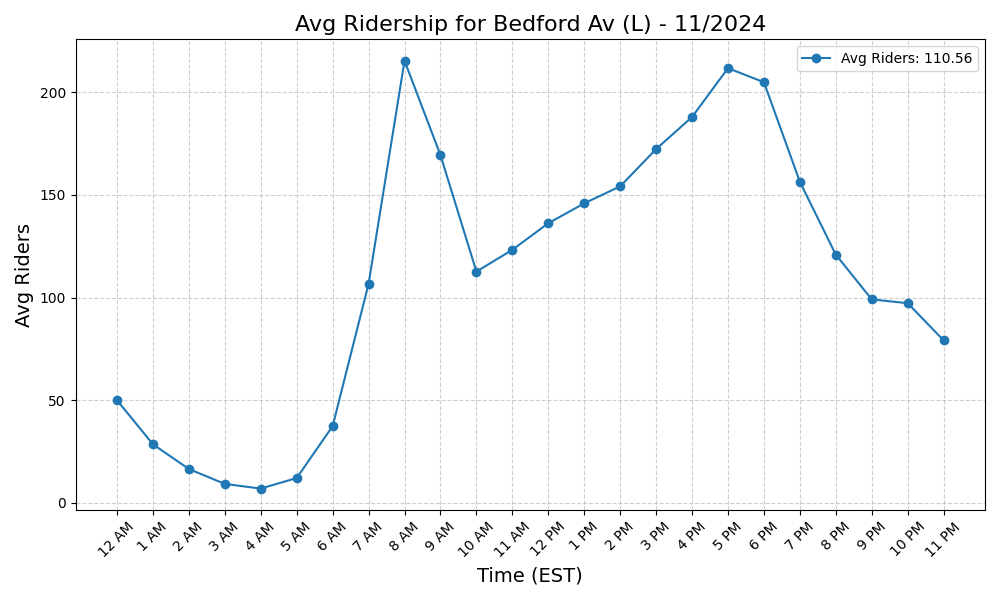 Avg Ridership for Bedford Av (L) - 11/2024
Avg Riders: 110.56
Avg Riders
200
150
100
50
0
12 AM
1 AM
2 AM
3 AM
4 AM
5 AM
6 AM
7 AM
8 AM
9 AM
10 AM
11 AM
12 PM
1 PM
2 PM
3 PM
4 PM
5 PM
6 PM
7 PM
8 PM
9 PM
10 PM
11 PM
Time (EST)